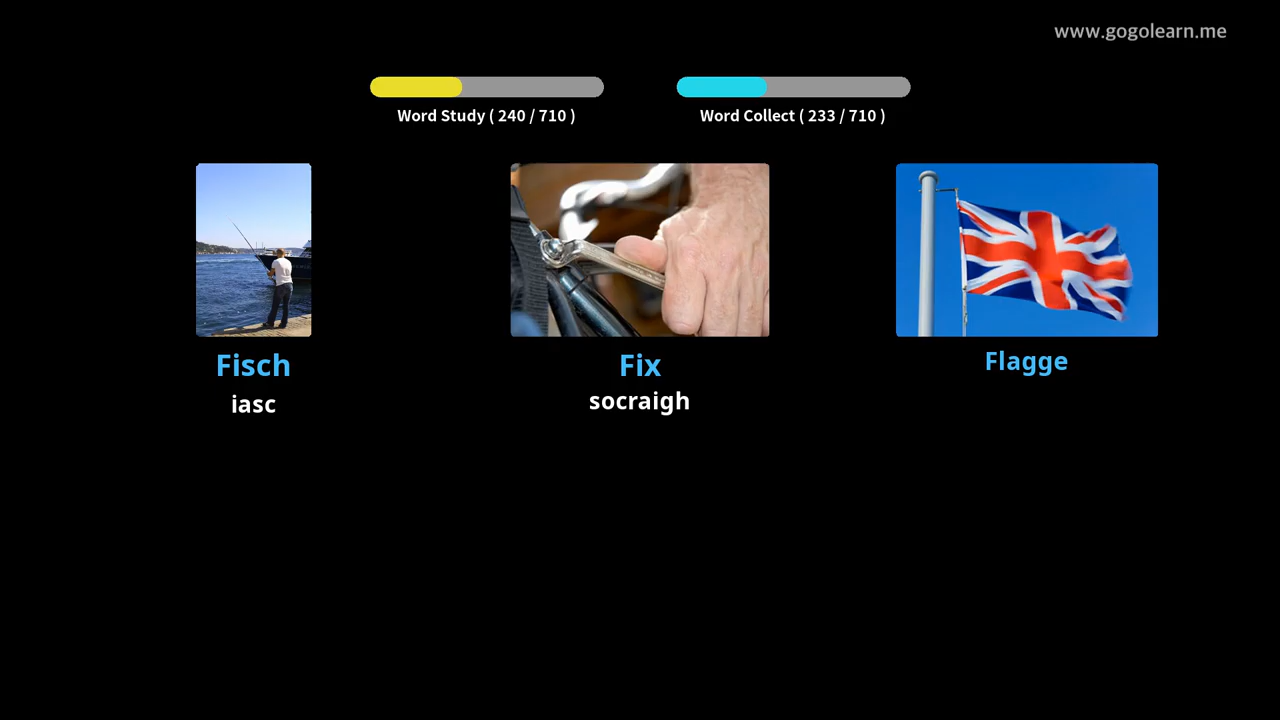 www.gogolearn.me
Word Study ( 240 / 710 )
Word Collect ( 233 / 710 )
Fisch
iasc
Fix
socraigh
Flagge